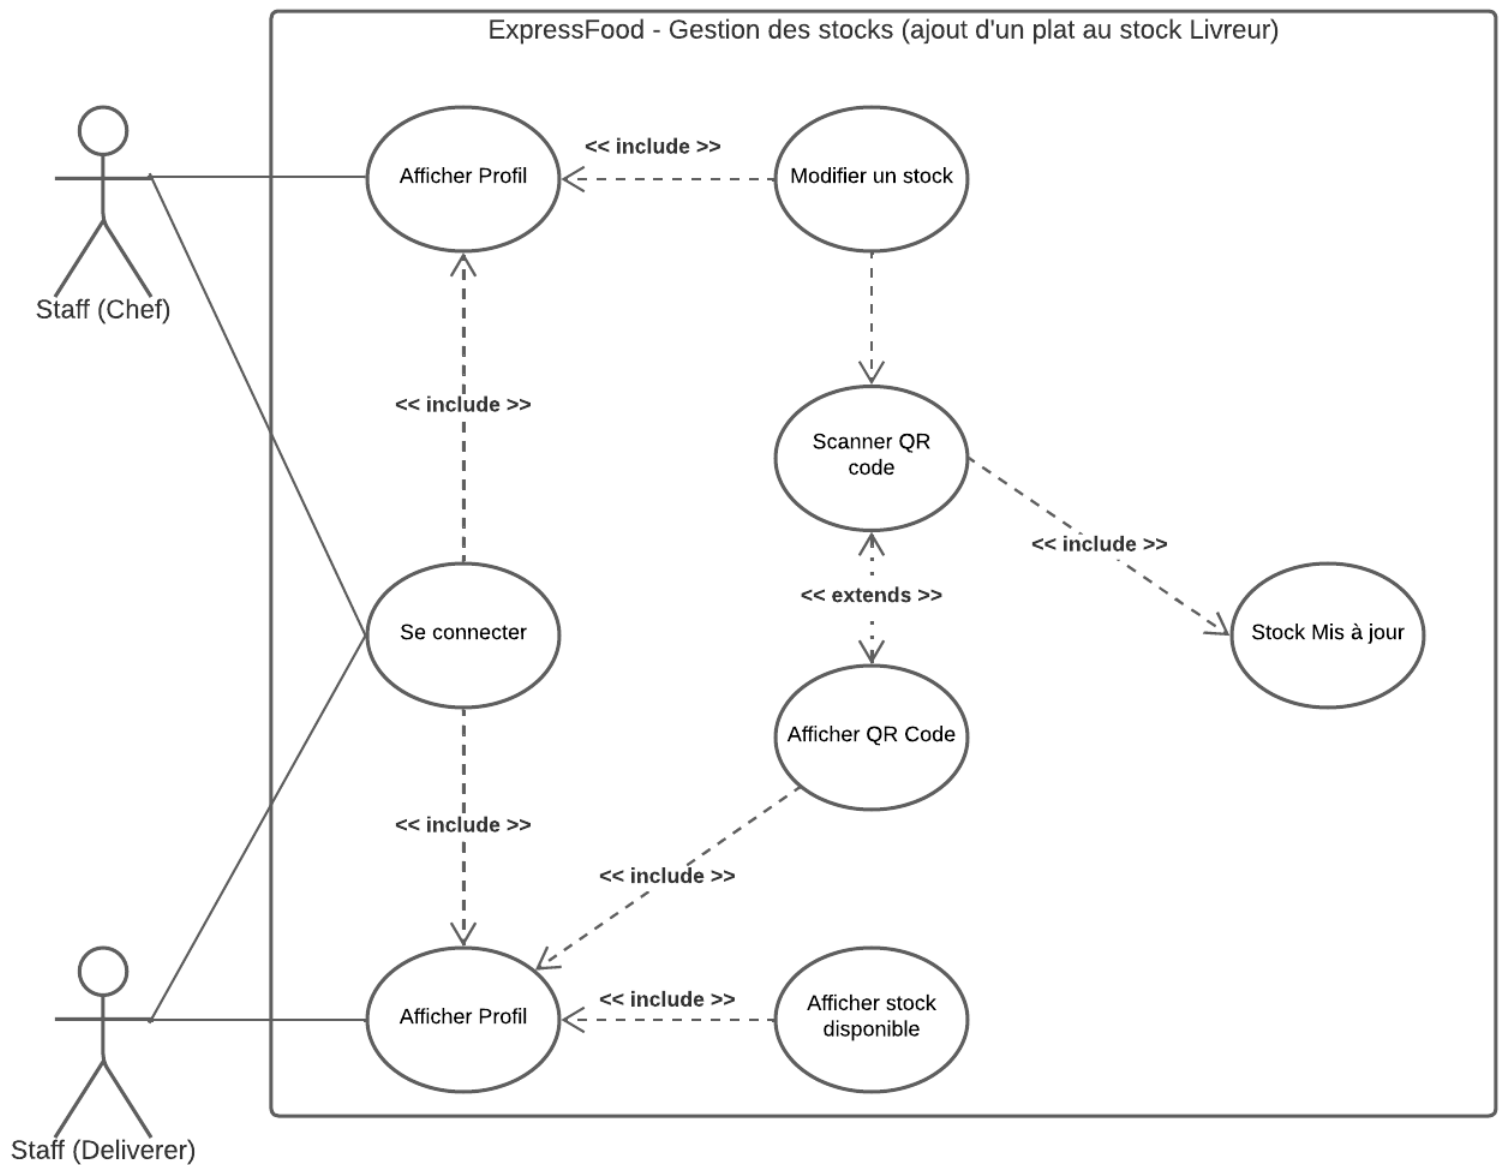 ExpressFood - Gestion des stocks (ajout d'un plat au stock Livreur)
Staff (Chef)
Afficher Profil
<< include >>
Modifier un stock
<< include >>
Scanner QR
code
<< include >>
<< extends >>
Se connecter
Stock Mis à jour
Afficher QR Code
<< include >>
<< include >>
Staff (Deliverer)
Afficher Profil
<< include >>
Afficher stock
disponible